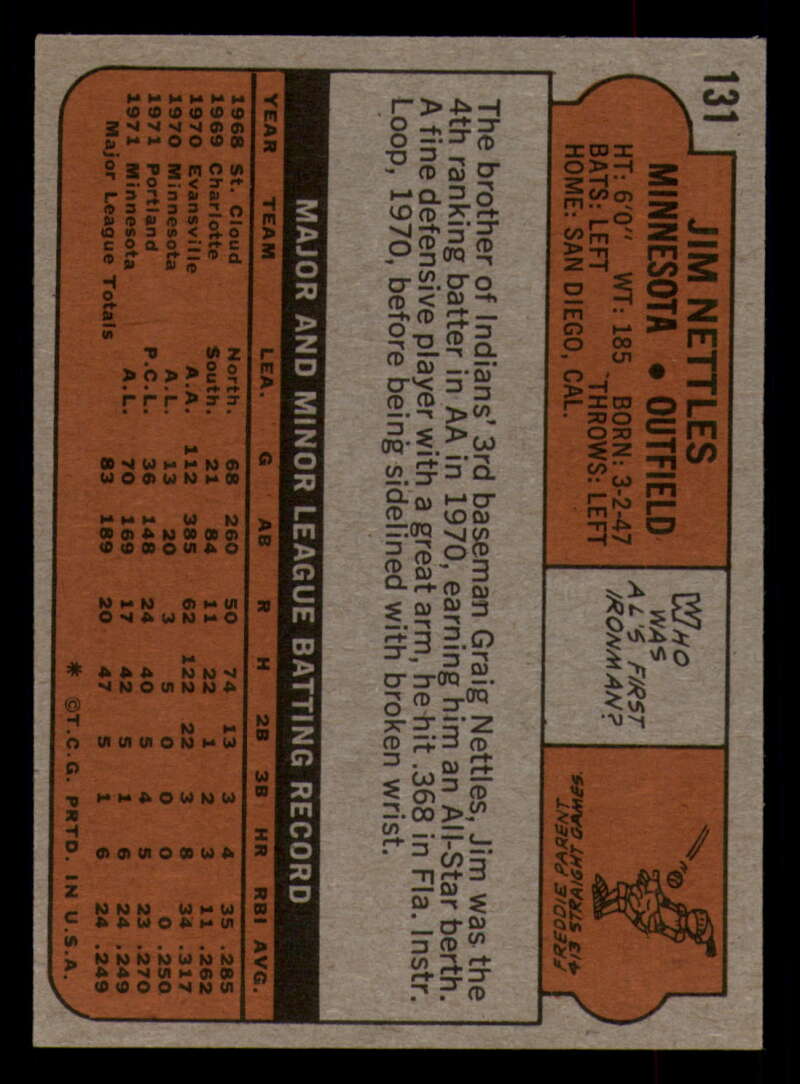 131
JIM NETTLES
MINNESOTA • OUTFIELD
HT: 6'0" WT: 185 BORN: 3-2-47
BATS: LEFT THROWS: LEFT
HOME: SAN DIEGO, CAL.
WHO
WAS
AL'S FIRST
IRONMAN?
413 STRAIGHT GAMES
FREDDIE PARENT
The brother of Indians' 3rd baseman Graig Nettles, Jim was the
4th ranking batter in AA in 1970, earning him an All-Star berth.
A fine defensive player with a great arm, he hit .368 in Fla. Instr.
Loop, 1970, before being sidelined with broken wrist.
MAJOR AND MINOR LEAGUE BATTING RECORD
YEAR TEAM LEA. G AB R H 2B 3B HR RBI AVG.
1968 St. Cloud North. 68 260 50 74 13 3 4 35 .285
1969 Charlotte South. 21 84 11 22 1 2 3 11 .262
1970 Evansville A.A. 112 385 62 122 22 3 8 34 .317
1970 Minnesota A.L. 13 20 3 5 0 0 0 0 .250
1971 Portland P.C.L. 36 148 24 40 5 4 5 23 .270
1971 Minnesota A.L. 70 169 17 42 5 1 6 24 .249
Major League Totals 83 189 20 47 5 1 6 24 .249
* ©T.C.G. PRTD. IN U.S.A.